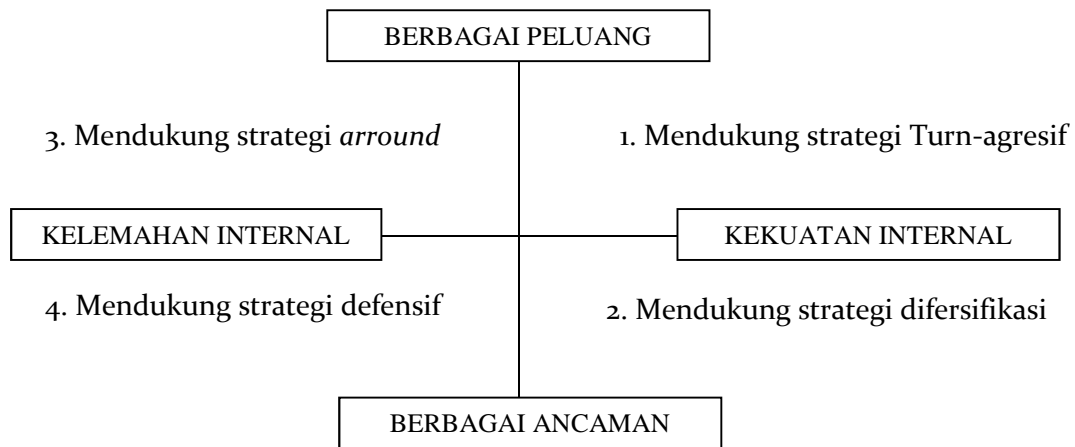 BERBAGAI PELUANG
3. Mendukung strategi arround
1. Mendukung strategi Turn-agresif
KELEMAHAN INTERNAL
KEKUATAN INTERNAL
4. Mendukung strategi defensif
2. Mendukung strategi difersifikasi
BERBAGAI ANCAMAN